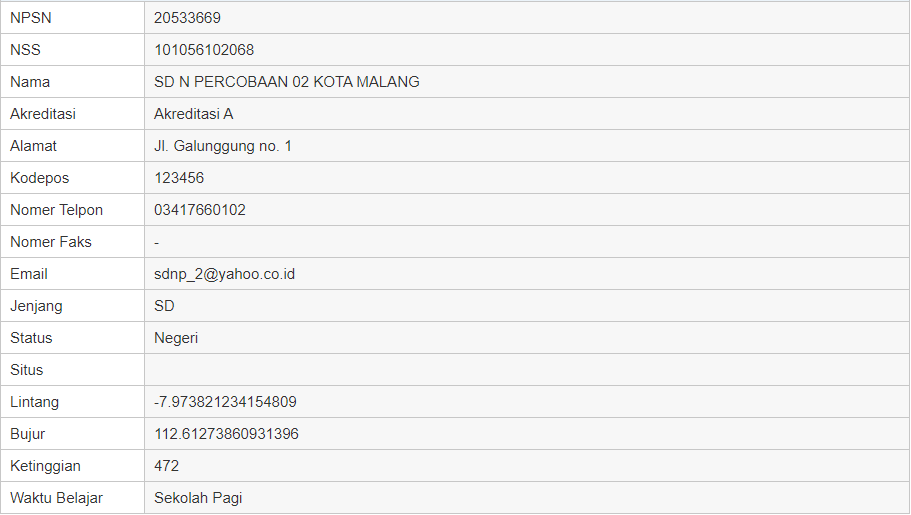 NPSN 20533669
NSS 101056102068
Nama SD N PERCOBAAN 02 KOTA MALANG
Akreditasi Akreditasi A
Alamat Jl. Galunggung no. 1
Kodepos 123456
Nomer Telpon 03417660102
Nomer Faks -
Email sdnp_2@yahoo.co.id
Jenjang SD
Status Negeri
Situs
Lintang -7.973821234154809
Bujur 112.61273860931396
Ketinggian 472
Waktu Belajar Sekolah Pagi